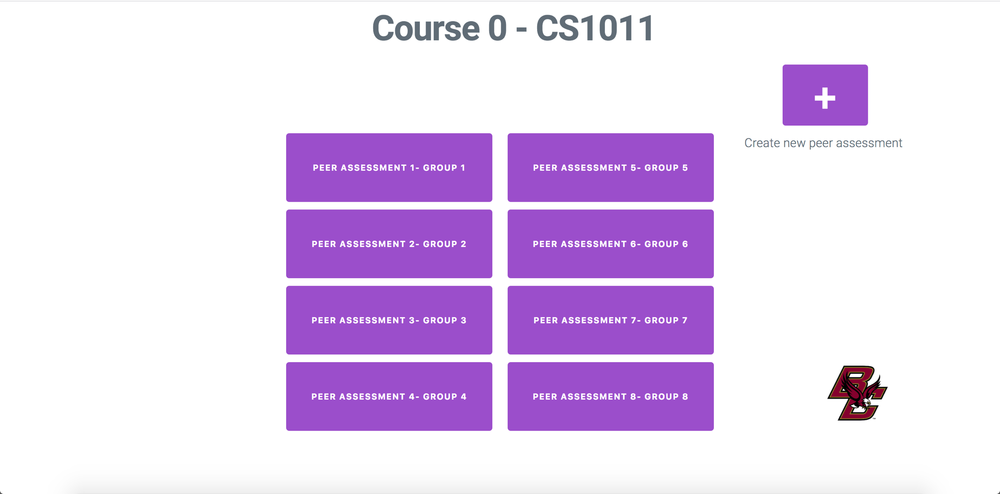 Course 0 - CS1011
+
Create new peer assessment
PEER ASSESSMENT 1- GROUP 1
PEER ASSESSMENT 5- GROUP 5
PEER ASSESSMENT 2- GROUP 2
PEER ASSESSMENT 6- GROUP 6
PEER ASSESSMENT 3- GROUP 3
PEER ASSESSMENT 7- GROUP 7
PEER ASSESSMENT 4- GROUP 4
PEER ASSESSMENT 8- GROUP 8
BC
TM